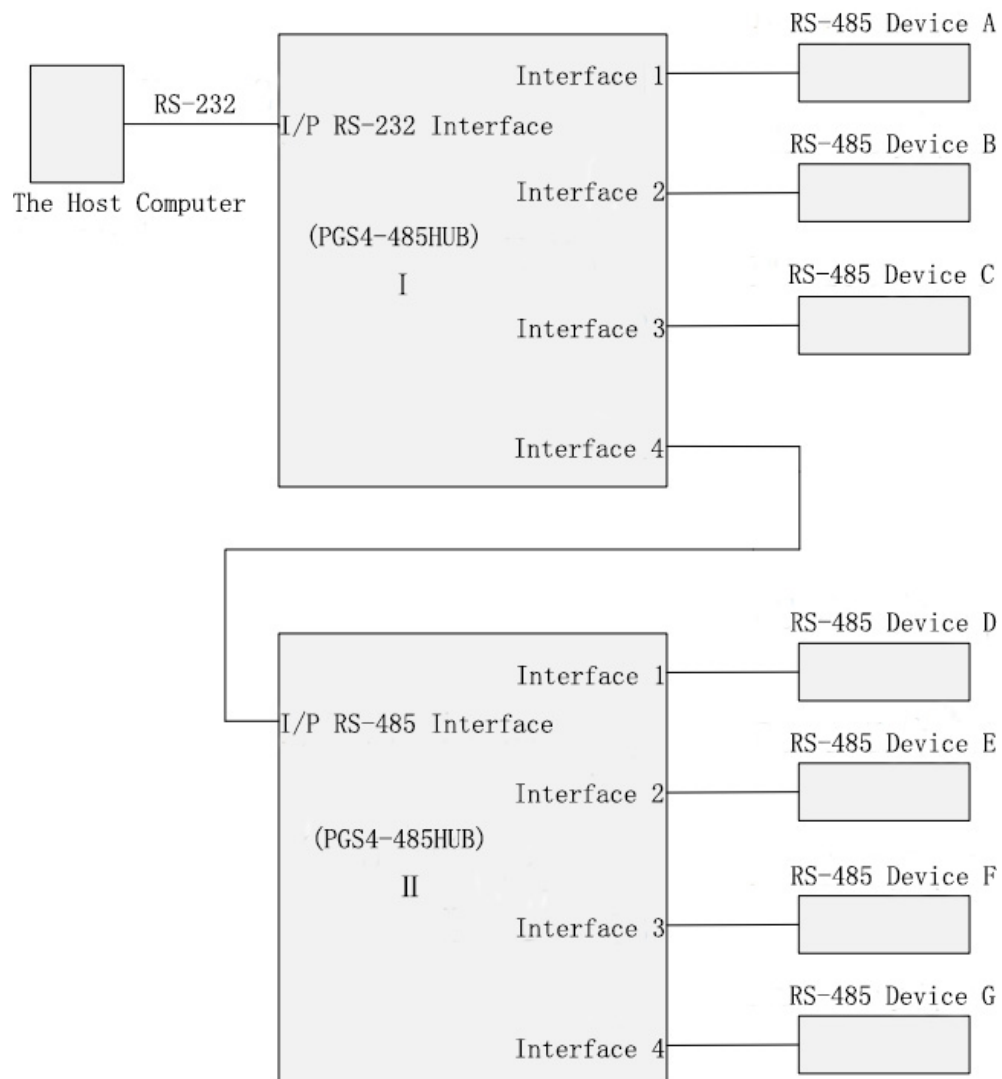 RS-485 Device A
Interface 1
RS-232
I/P RS-232 Interface
RS-485 Device B
Interface 2
The Host Computer
(PGS4-485HUB)
I
RS-485 Device C
Interface 3
Interface 4
RS-485 Device D
Interface 1
I/P RS-485 Interface
RS-485 Device E
Interface 2
(PGS4-485HUB)
II
RS-485 Device F
Interface 3
RS-485 Device G
Interface 4